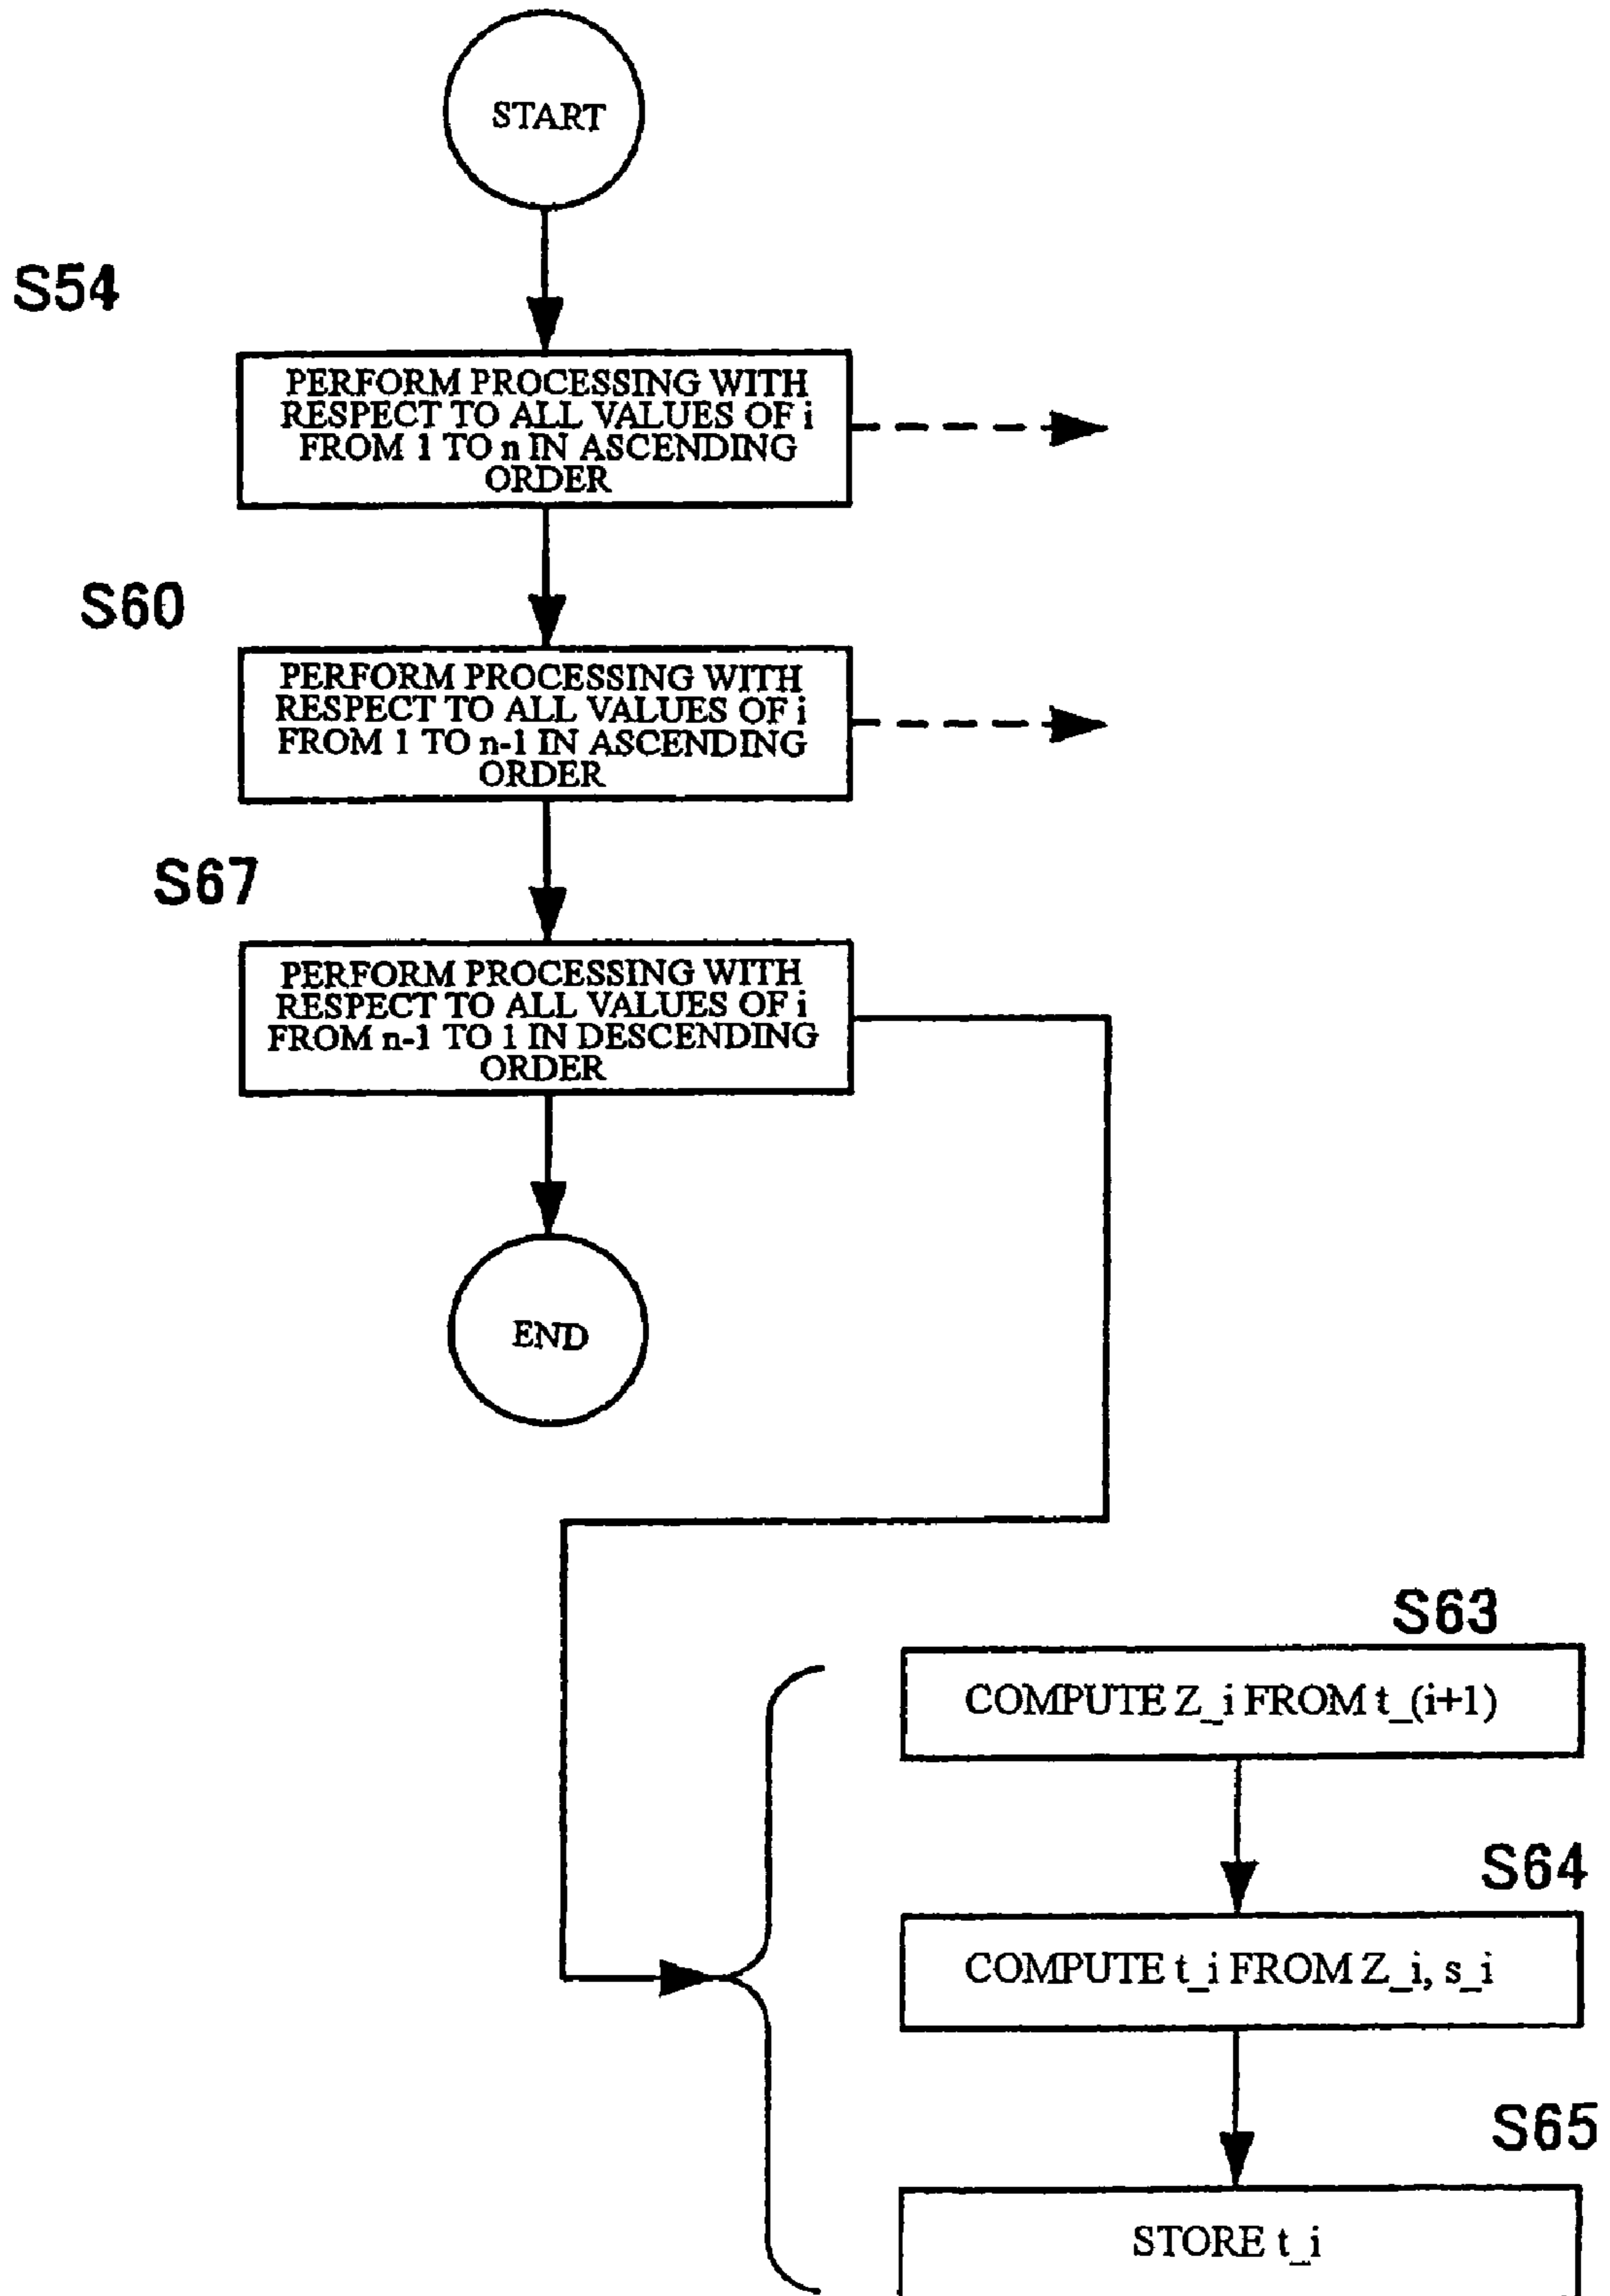 START
S54
PERFORM PROCESSING WITH
RESPECT TO ALL VALUES OF i
FROM 1 TO n IN ASCENDING
ORDER
S60
PERFORM PROCESSING WITH
RESPECT TO ALL VALUES OF i
FROM 1 TO n-1 IN ASCENDING
ORDER
S67
PERFORM PROCESSING WITH
RESPECT TO ALL VALUES OF i
FROM n-1 TO 1 IN DESCENDING
ORDER
END
S63
COMPUTE Z_i FROM t_(i+1)
S64
COMPUTE t_i FROM Z_i, s_i
S65
STORE t_i